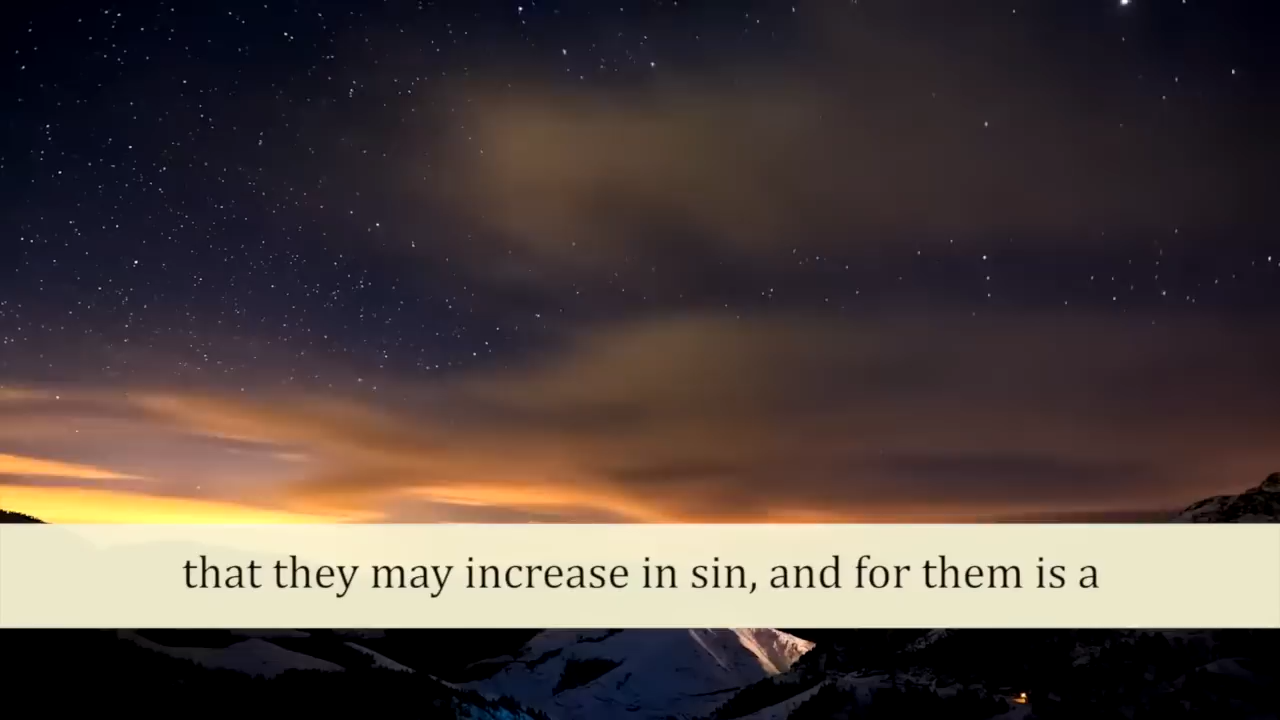 that they may increase in sin, and for them is a